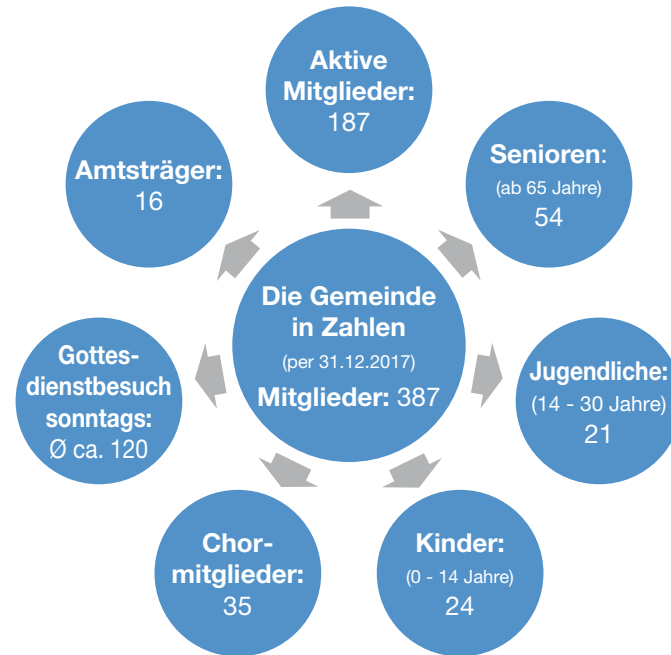 Aktive
Mitglieder:
187
Senioren:
(ab 65 Jahre)
54
Amtsträger:
16
Die Gemeinde
in Zahlen
(per 31.12.2017)
Mitglieder: 387
Gottes-
dienstbesuch
sonntags:
Ø ca. 120
Jugendliche:
(14 - 30 Jahre)
21
Chor-
mitglieder:
35
Kinder:
(0 - 14 Jahre)
24